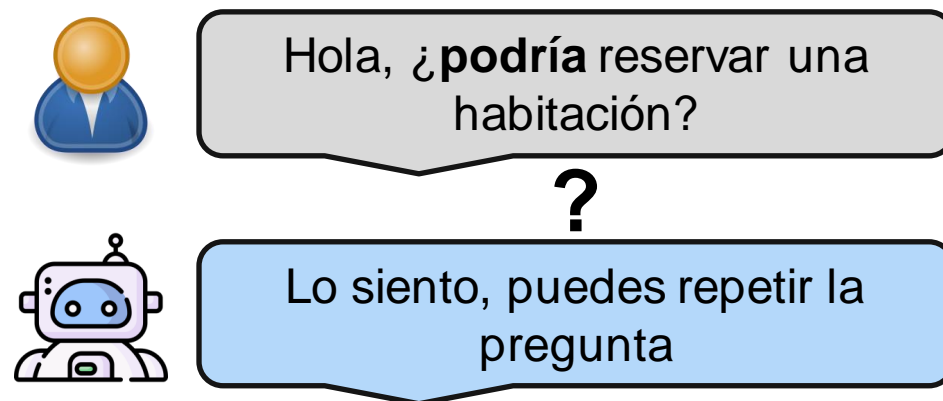 Hola, ¿podría reservar una
habitación?
?
Lo siento, puedes repetir la
pregunta